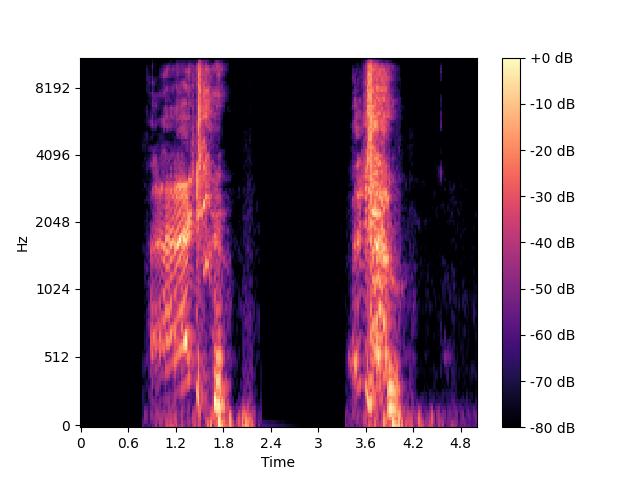 8192
4096
2048
1024
512
0
Hz
0 0.6 1.2 1.8 2.4 3 3.6 4.2 4.8
Time
+0 dB
-10 dB
-20 dB
-30 dB
-40 dB
-50 dB
-60 dB
-70 dB
-80 dB